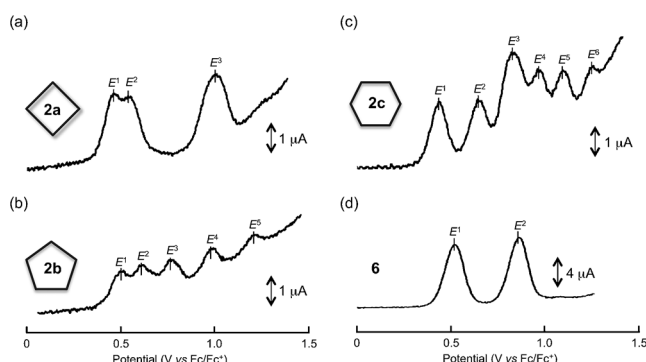 (a)
E¹ E² E³
2a
1 μA
(b)
E¹ E² E³ E⁴ E⁵
2b
1 μA
0 0.5 1.0 1.5
Potential (V vs Fc/Fc⁺)
(c)
E¹ E² E³ E⁴ E⁵ E⁶
2c
1 μA
(d)
E¹ E²
6
4 μA
0 0.5 1.0 1.5
Potential (V vs Fc/Fc⁺)